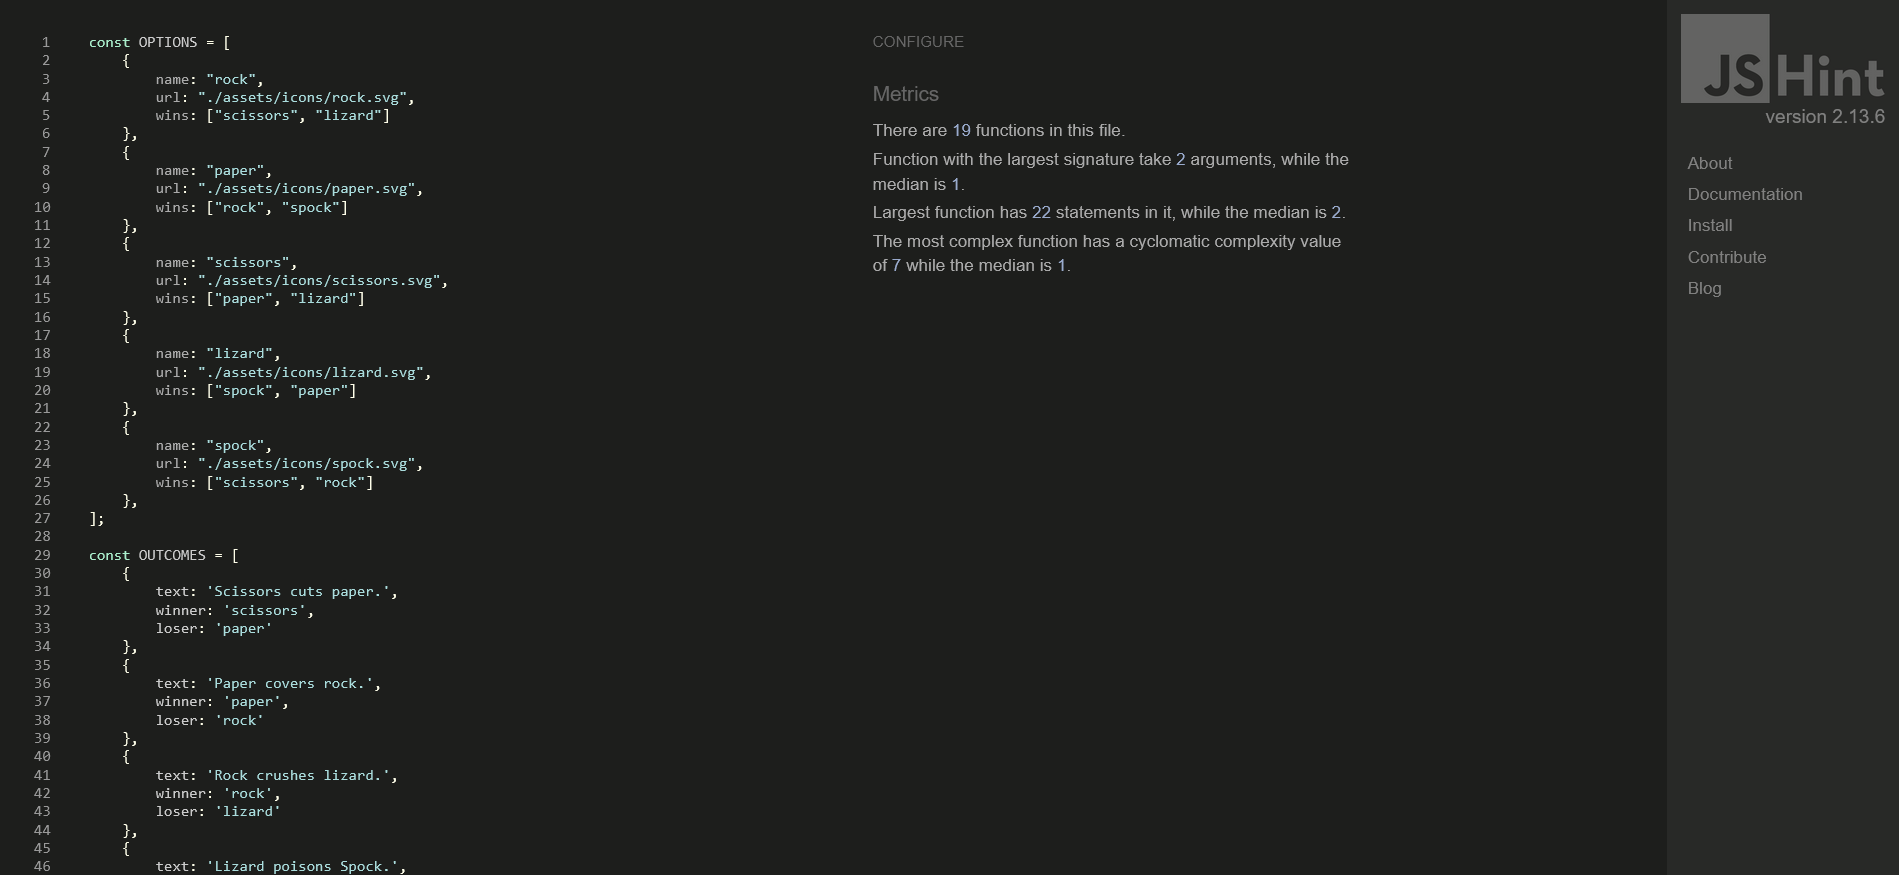 1 const OPTIONS = [
2 {
3 name: "rock",
4 url: "./assets/icons/rock.svg",
5 wins: ["scissors", "lizard"]
6 },
7 {
8 name: "paper",
9 url: "./assets/icons/paper.svg",
10 wins: ["rock", "spock"]
11 },
12 {
13 name: "scissors",
14 url: "./assets/icons/scissors.svg",
15 wins: ["paper", "lizard"]
16 },
17 {
18 name: "lizard",
19 url: "./assets/icons/lizard.svg",
20 wins: ["spock", "paper"]
21 },
22 {
23 name: "spock",
24 url: "./assets/icons/spock.svg",
25 wins: ["scissors", "rock"]
26 },
27 ];
28
29 const OUTCOMES = [
30 {
31 text: 'Scissors cuts paper.',
32 winner: 'scissors',
33 loser: 'paper'
34 },
35 {
36 text: 'Paper covers rock.',
37 winner: 'paper',
38 loser: 'rock'
39 },
40 {
41 text: 'Rock crushes lizard.',
42 winner: 'rock',
43 loser: 'lizard'
44 },
45 {
46 text: 'Lizard poisons Spock.',
CONFIGURE
Metrics
There are 19 functions in this file.
Function with the largest signature take 2 arguments, while the
median is 1.
Largest function has 22 statements in it, while the median is 2.
The most complex function has a cyclomatic complexity value
of 7 while the median is 1.
JSHint
version 2.13.6
About
Documentation
Install
Contribute
Blog